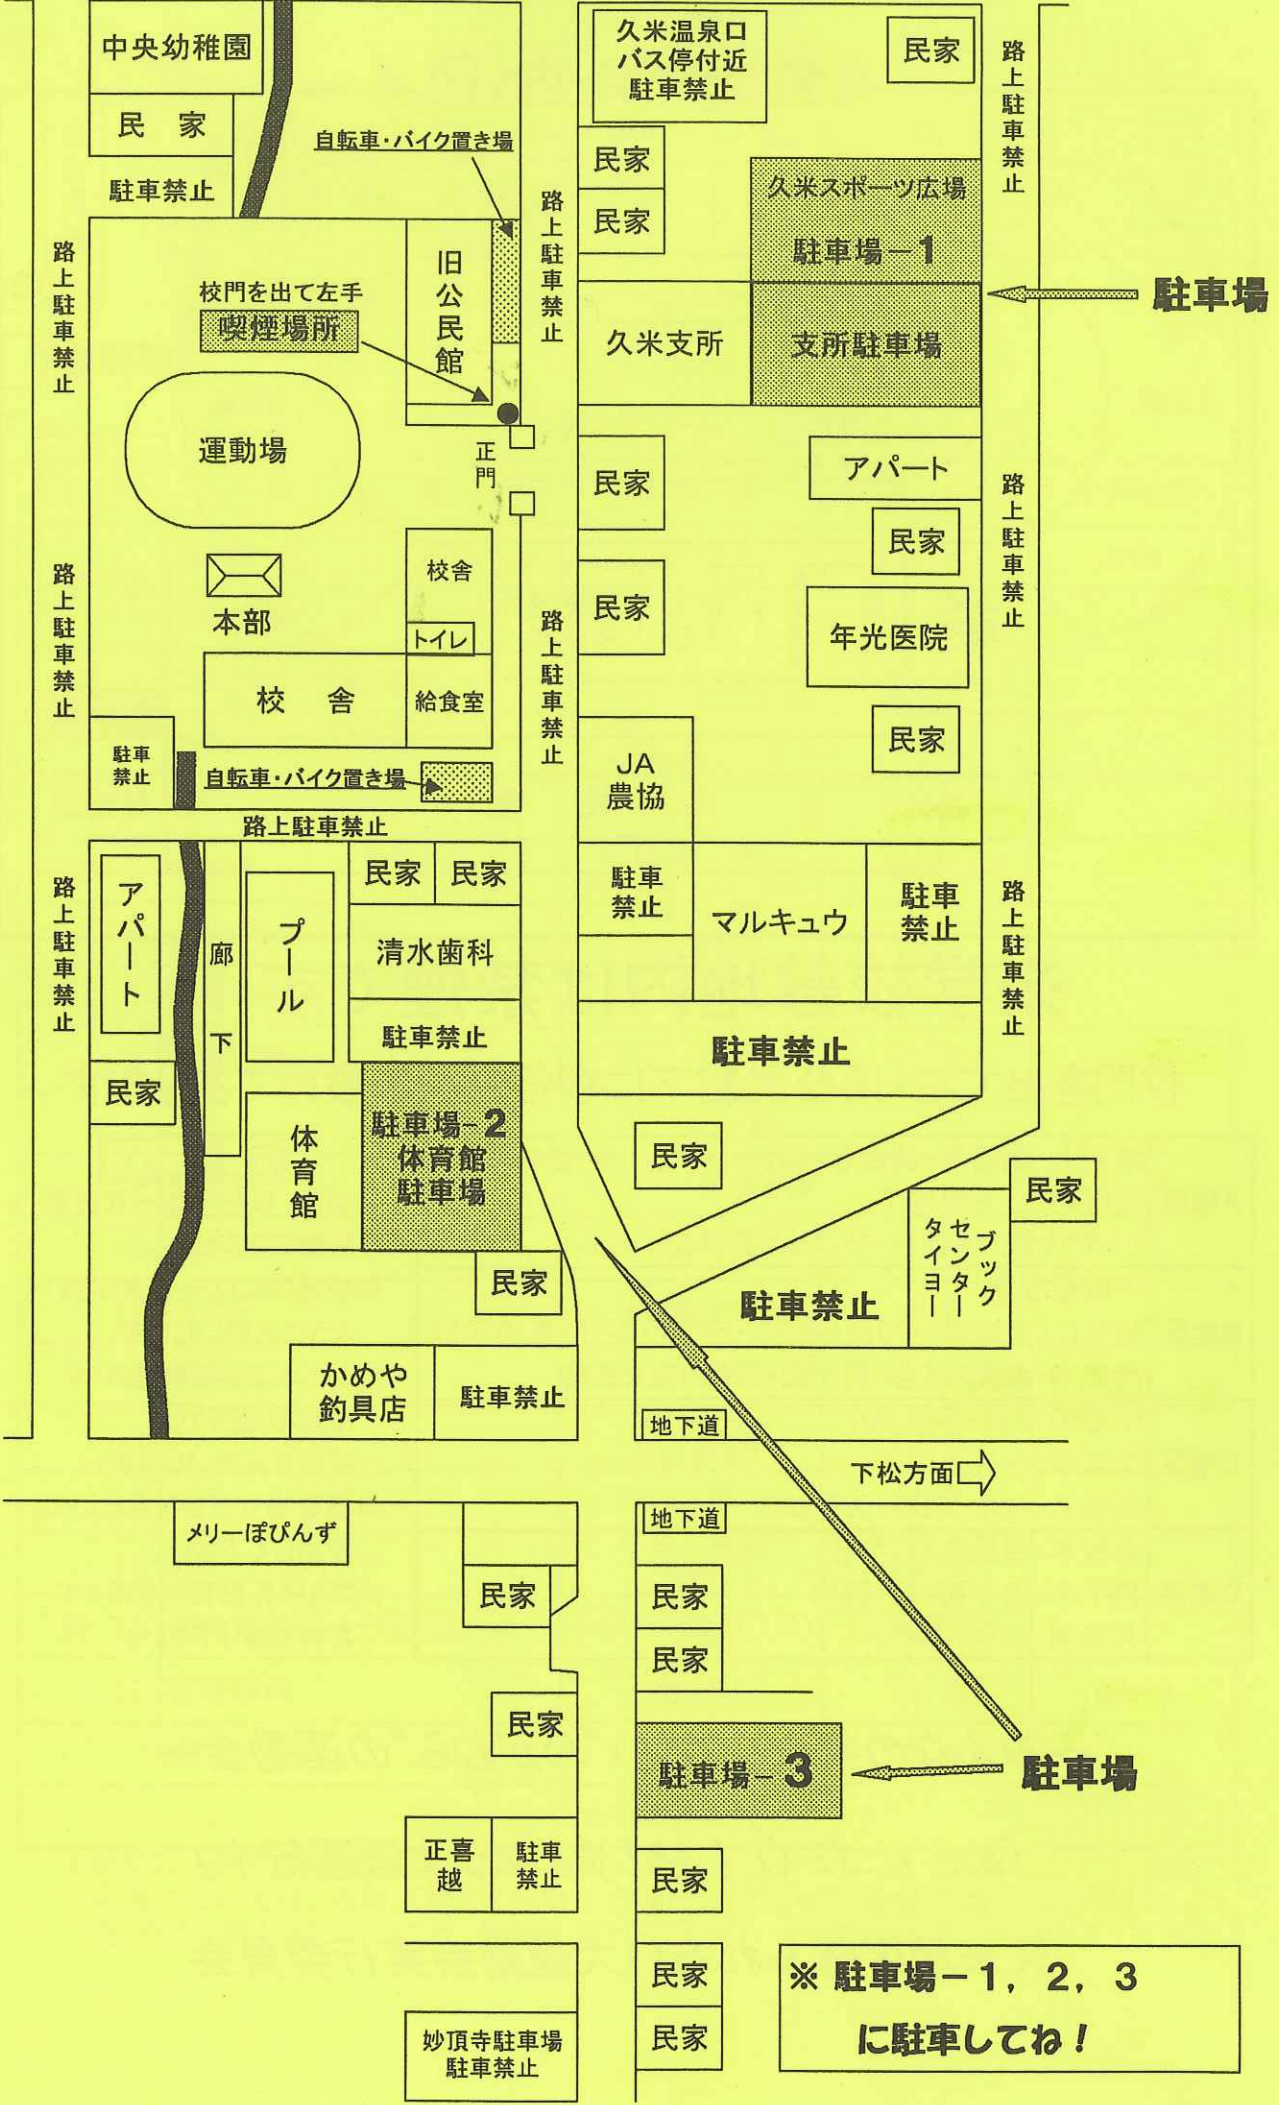 中央幼稚園
民 家
駐車禁止
自転車・バイク置き場
久米温泉口
バス停付近
駐車禁止
民家
路上駐車禁止
民家
民家
久米スポーツ広場
駐車場－1
路上駐車禁止
路上駐車禁止
旧公民館
校門を出て左手
喫煙場所
久米支所
支所駐車場
駐車場
運動場
正門
民家
アパート
路上駐車禁止
民家
校舎
路上駐車禁止
本部
トイレ
民家
路上駐車禁止
年光医院
校 舎
給食室
民家
駐車
禁止
自転車・バイク置き場
JA
農協
路上駐車禁止
アパート
路上駐車禁止
廊下
プール
民家
民家
清水歯科
駐車禁止
駐車
禁止
マルキュウ
駐車
禁止
路上駐車禁止
駐車禁止
民家
体育館
駐車場－2
体育館
駐車場
民家
民家
ブック
センター
タイヨー
民家
駐車禁止
かめや
釣具店
駐車禁止
地下道
下松方面
メリーぽぴんず
地下道
民家
民家
民家
民家
駐車場－3
駐車場
正喜
越
駐車
禁止
民家
民家
民家
妙頂寺駐車場
駐車禁止
※ 駐車場－1，2，3
に駐車してね！